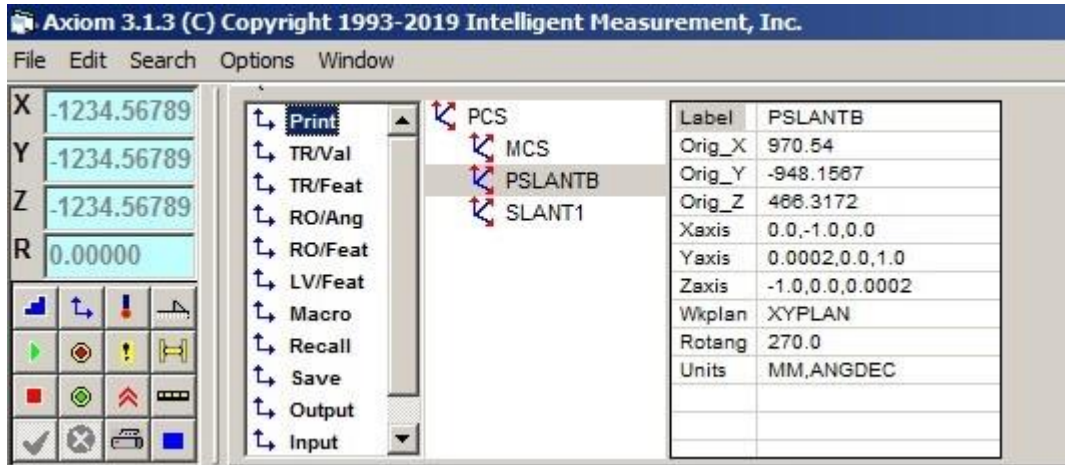 Axiom 3.1.3 (C) Copyright 1993-2019 Intelligent Measurement, Inc.
File Edit Search Options Window
X -1234.56789
Y -1234.56789
Z -1234.56789
R 0.00000
Print
TR/Val
TR/Feat
RO/Ang
RO/Feat
LV/Feat
Macro
Recall
Save
Output
Input
PCS
MCS
PSLANTB
SLANT1
Label PSLANTB
Orig_X 970.54
Orig_Y -948.1567
Orig_Z 466.3172
Xaxis 0.0,-1.0,0.0
Yaxis 0.0002,0.0,1.0
Zaxis -1.0,0.0,0.0002
Wkplan XYPLAN
Rotang 270.0
Units MM,ANGDEC